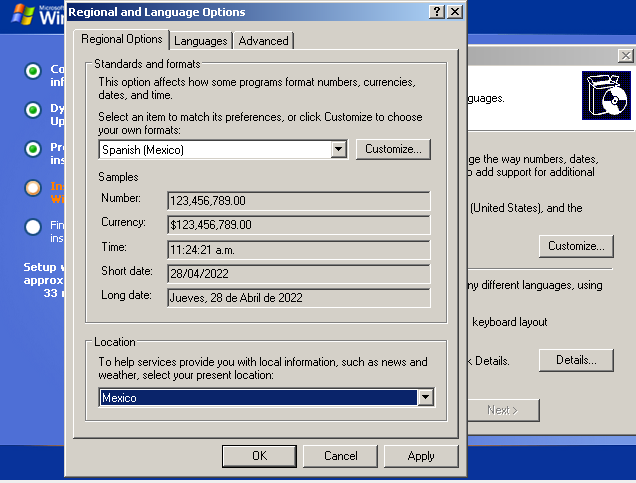 Microsoft
Win
Regional and Language Options
Regional Options
Languages
Advanced
Standards and formats
This option affects how some programs format numbers, currencies,
dates, and time.
Select an item to match its preferences, or click Customize to choose
your own formats:
Spanish (Mexico)
Customize...
Samples
Number:
123,456,789.00
Currency:
$123,456,789.00
Time:
11:24:21 a.m.
Short date:
28/04/2022
Long date:
Jueves, 28 de Abril de 2022
Location
To help services provide you with local information, such as news and
weather, select your present location:
Mexico
OK
Cancel
Apply
Co
inf
Dy
Up
Pr
ins
In
Wi
Fin
ins
Setup w
approx
33 m
guages.
ge the way numbers, dates,
o add support for additional
(United States), and the
Customize...
ny different languages, using
keyboard layout
k Details.
Details...
Next >